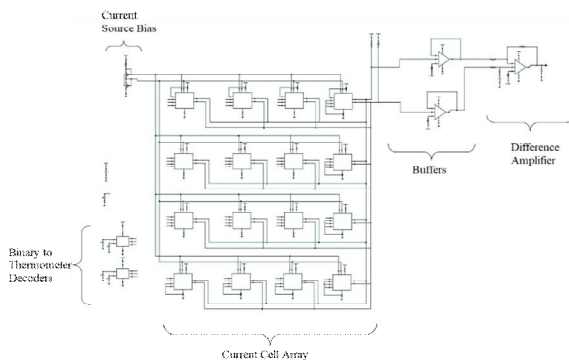 Current
Source Bias
Difference
Amplifier
Buffers
Binary to
Thermometer
Decoders
Current Cell Array